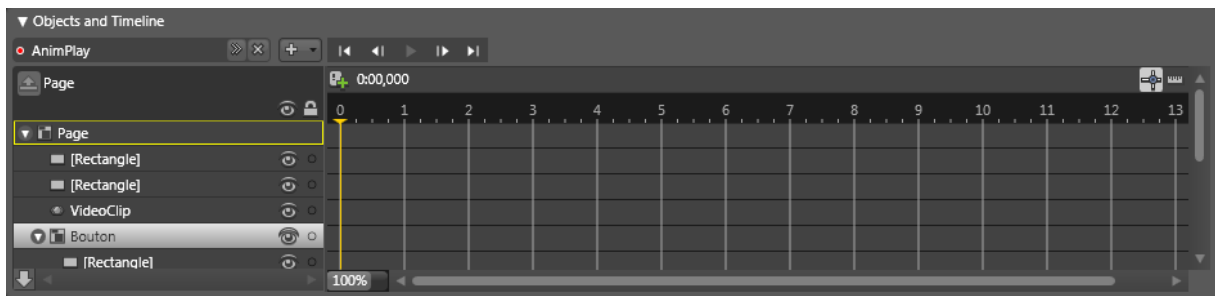 Objects and Timeline
AnimPlay
Page
0:00,000
0 1 2 3 4 5 6 7 8 9 10 11 12 13
Page
[Rectangle]
[Rectangle]
VideoClip
Bouton
[Rectangle]
100%